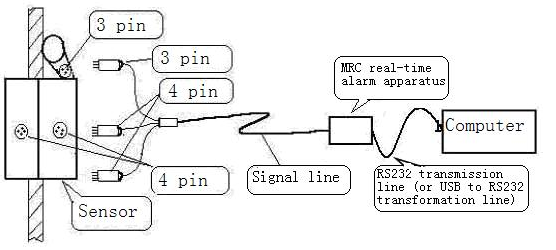 3 pin
3 pin
4 pin
4 pin
Sensor
Signal line
MRC real-time
alarm apparatus
Computer
RS232 transmission
line (or USB to RS232
transformation line)